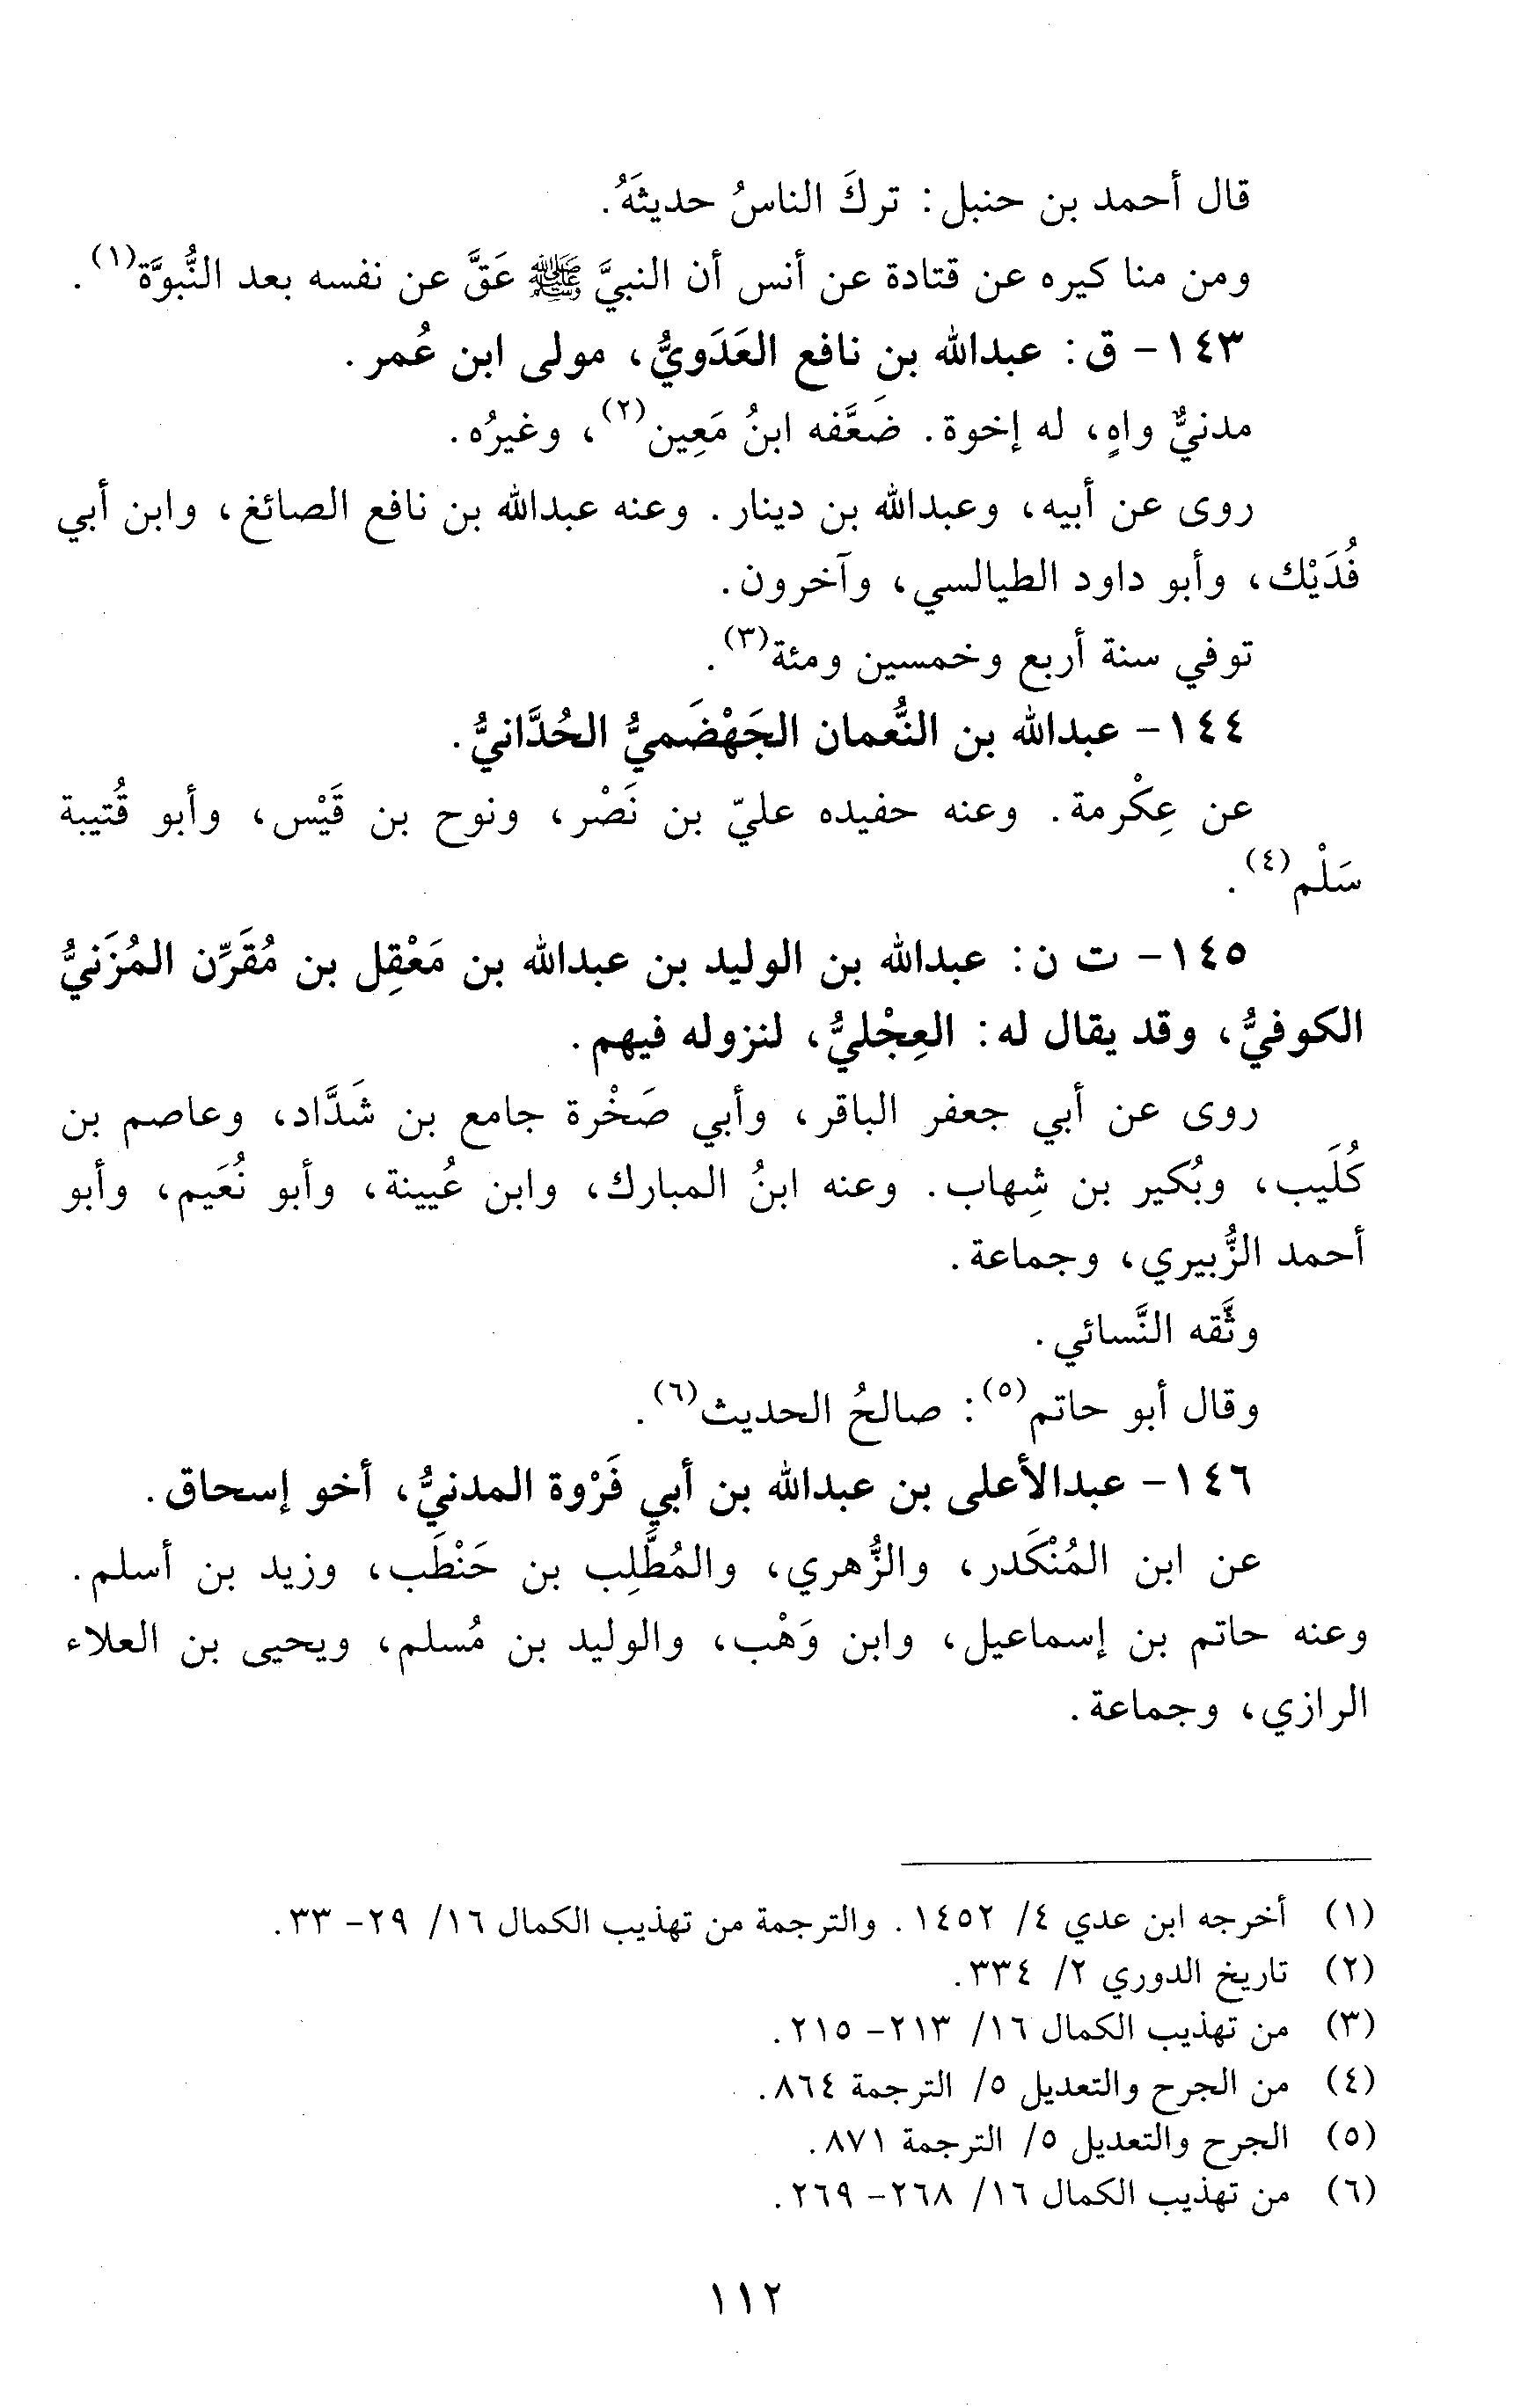 قال أحمد بن حنبل: تركَ الناسُ حديثَهُ.
ومن مناكيره عن قتادة عن أنس أن النبيَّ ﷺ عَقَّ عن نفسه بعد النُّبوَّة(١).
١٤٣- ق: عبدالله بن نافع العَدَويُّ، مولى ابن عُمر.
مدنيٌّ واهٍ، له إخوة. ضَعَّفه ابنُ مَعِين(٢)، وغيرُه.
روى عن أبيه، وعبدالله بن دينار. وعنه عبدالله بن نافع الصائغ، وابن أبي
فُدَيْك، وأبو داود الطيالسي، وآخرون.
توفي سنة أربع وخمسين ومئة(٣).
١٤٤- عبدالله بن النُّعمان الجَهْضَميُّ الحُدَّانيُّ.
عن عِكْرمة. وعنه حفيده عليّ بن نَصْر، ونوح بن قَيْس، وأبو قُتيبة
سَلْم(٤).
١٤٥- ت ن: عبدالله بن الوليد بن عبدالله بن مَعْقِل بن مُقَرِّن المُزَنيُّ
الكوفيُّ، وقد يقال له: العِجْليُّ، لنزوله فيهم.
روى عن أبي جعفر الباقر، وأبي صَخْرة جامع بن شَدَّاد، وعاصم بن
كُلَيب، وبُكير بن شِهاب. وعنه ابنُ المبارك، وابن عُيينة، وأبو نُعَيم، وأبو
أحمد الزُّبيري، وجماعة.
وثَّقه النَّسائي.
وقال أبو حاتم(٥): صالحُ الحديث(٦).
١٤٦- عبدالأعلى بن عبدالله بن أبي فَرْوة المدنيُّ، أخو إسحاق.
عن ابن المُنْكَدر، والزُّهري، والمُطَّلِب بن حَنْطَب، وزيد بن أسلم.
وعنه حاتم بن إسماعيل، وابن وَهْب، والوليد بن مُسلم، ويحيى بن العلاء
الرازي، وجماعة.
(١) أخرجه ابن عدي ٤/ ١٤٥٢. والترجمة من تهذيب الكمال ١٦/ ٢٩- ٣٣.
(٢) تاريخ الدوري ٢/ ٣٣٤.
(٣) من تهذيب الكمال ١٦/ ٢١٣- ٢١٥.
(٤) من الجرح والتعديل ٥/ الترجمة ٨٦٤.
(٥) الجرح والتعديل ٥/ الترجمة ٨٧١.
(٦) من تهذيب الكمال ١٦/ ٢٦٨- ٢٦٩.
١١٢